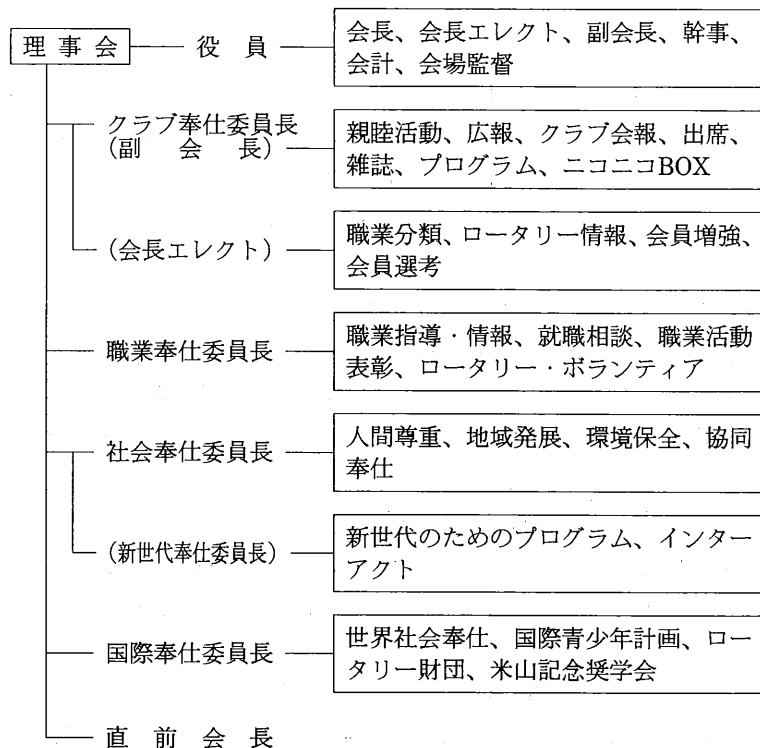 理事会
役員
会長、会長エレクト、副会長、幹事、
会計、会場監督
クラブ奉仕委員長
(副会長)
親睦活動、広報、クラブ会報、出席、
雑誌、プログラム、ニコニコBOX
(会長エレクト)
職業分類、ロータリー情報、会員増強、
会員選考
職業奉仕委員長
職業指導・情報、就職相談、職業活動
表彰、ロータリー・ボランティア
社会奉仕委員長
人間尊重、地域発展、環境保全、協同
奉仕
(新世代奉仕委員長)
新世代のためのプログラム、インター
アクト
国際奉仕委員長
世界社会奉仕、国際青少年計画、ロー
タリー財団、米山記念奨学会
直前会長